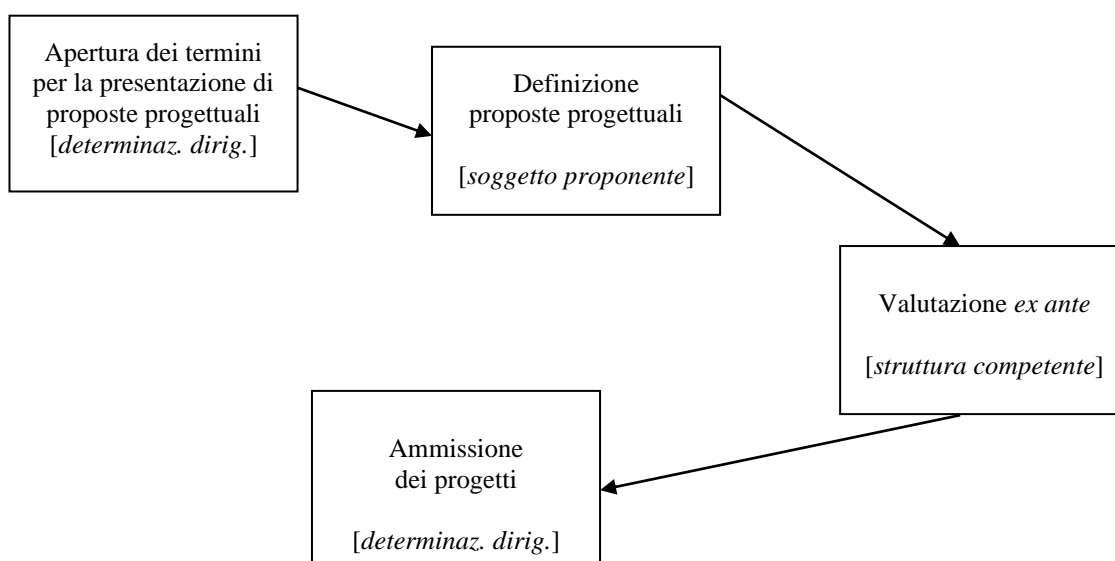 Apertura dei termini
per la presentazione di
proposte progettuali
[determinaz. dirig.]
Definizione
proposte progettuali
[soggetto proponente]
Valutazione ex ante
[struttura competente]
Ammissione
dei progetti
[determinaz. dirig.]